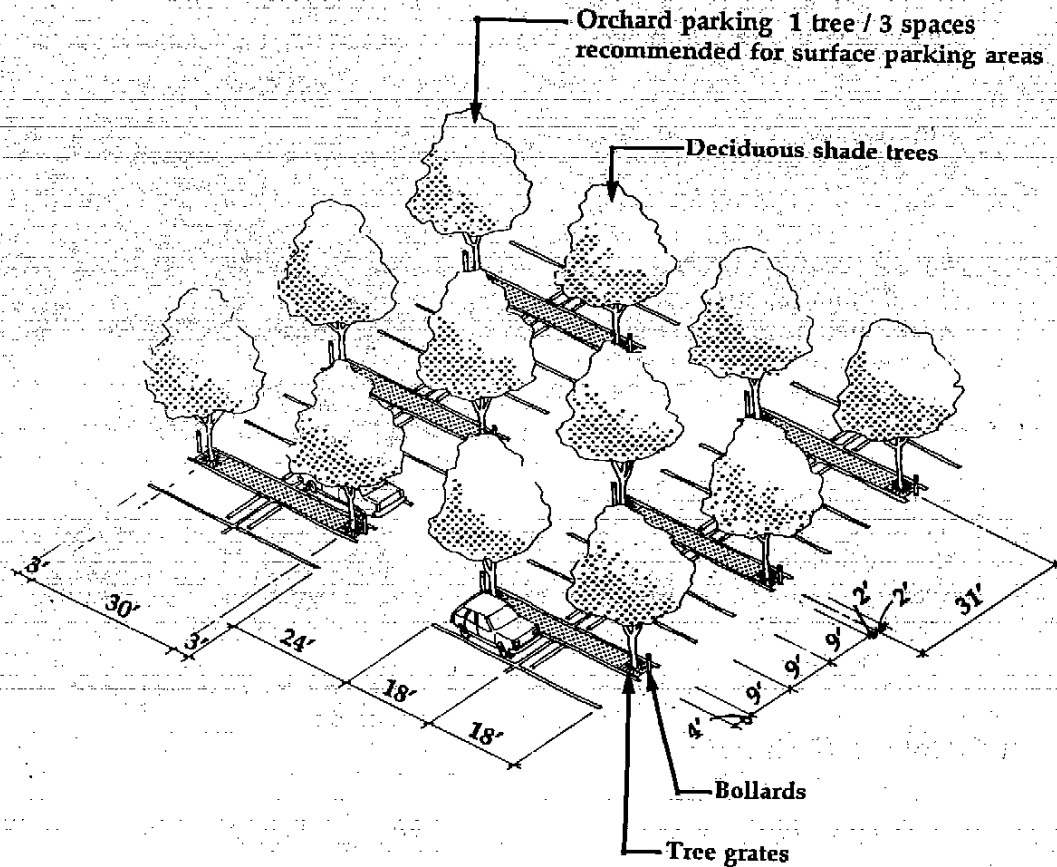 Orchard parking 1 tree / 3 spaces
recommended for surface parking areas
Deciduous shade trees
3'
30'
3'
24'
18'
18'
4'
9'
9'
9'
2'
2'
31'
Bollards
Tree grates